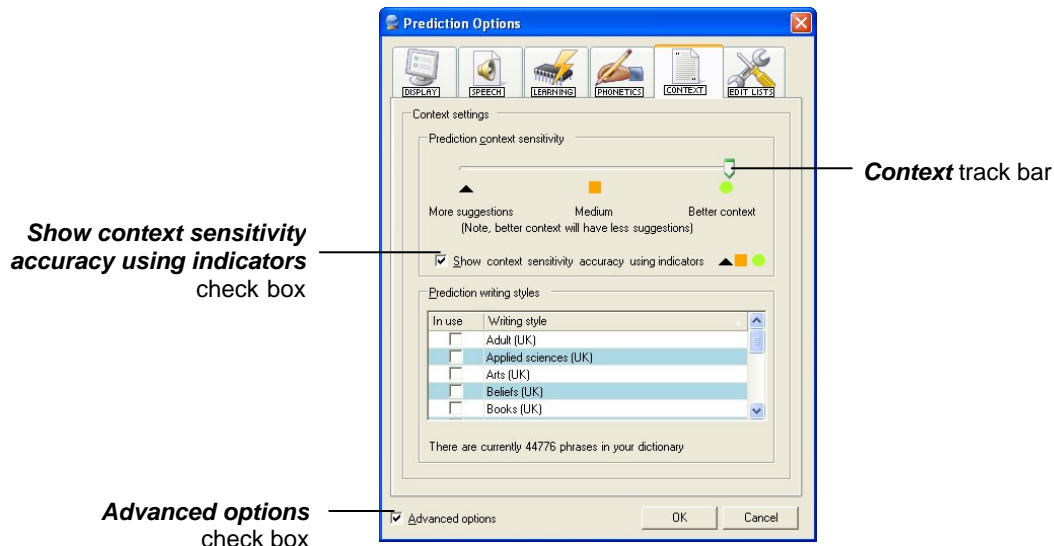 Prediction Options
DISPLAY SPEECH LEARNING PHONETICS CONTEXT EDIT LISTS
Context settings
Prediction context sensitivity
Context track bar
More suggestions Medium Better context
(Note, better context will have less suggestions)
Show context sensitivity
accuracy using indicators
check box
Show context sensitivity accuracy using indicators
Prediction writing styles
In use Writing style
Adult (UK)
Applied sciences (UK)
Arts (UK)
Beliefs (UK)
Books (UK)
There are currently 44776 phrases in your dictionary
Advanced options
check box
Advanced options OK Cancel